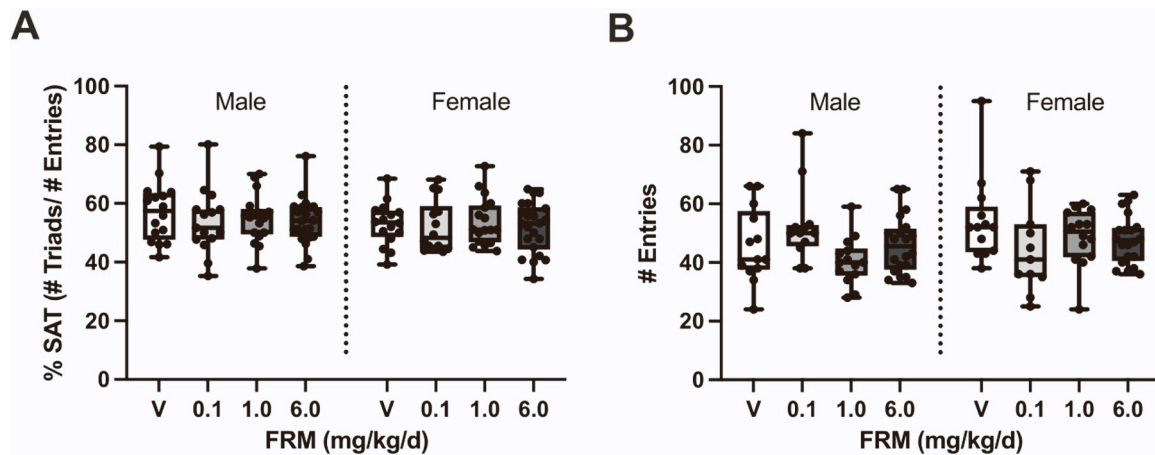 A
% SAT (# Triads/ # Entries)
100
80
60
40
20
0
Male
Female
V 0.1 1.0 6.0 V 0.1 1.0 6.0
FRM (mg/kg/d)
B
# Entries
100
80
60
40
20
0
Male
Female
V 0.1 1.0 6.0 V 0.1 1.0 6.0
FRM (mg/kg/d)